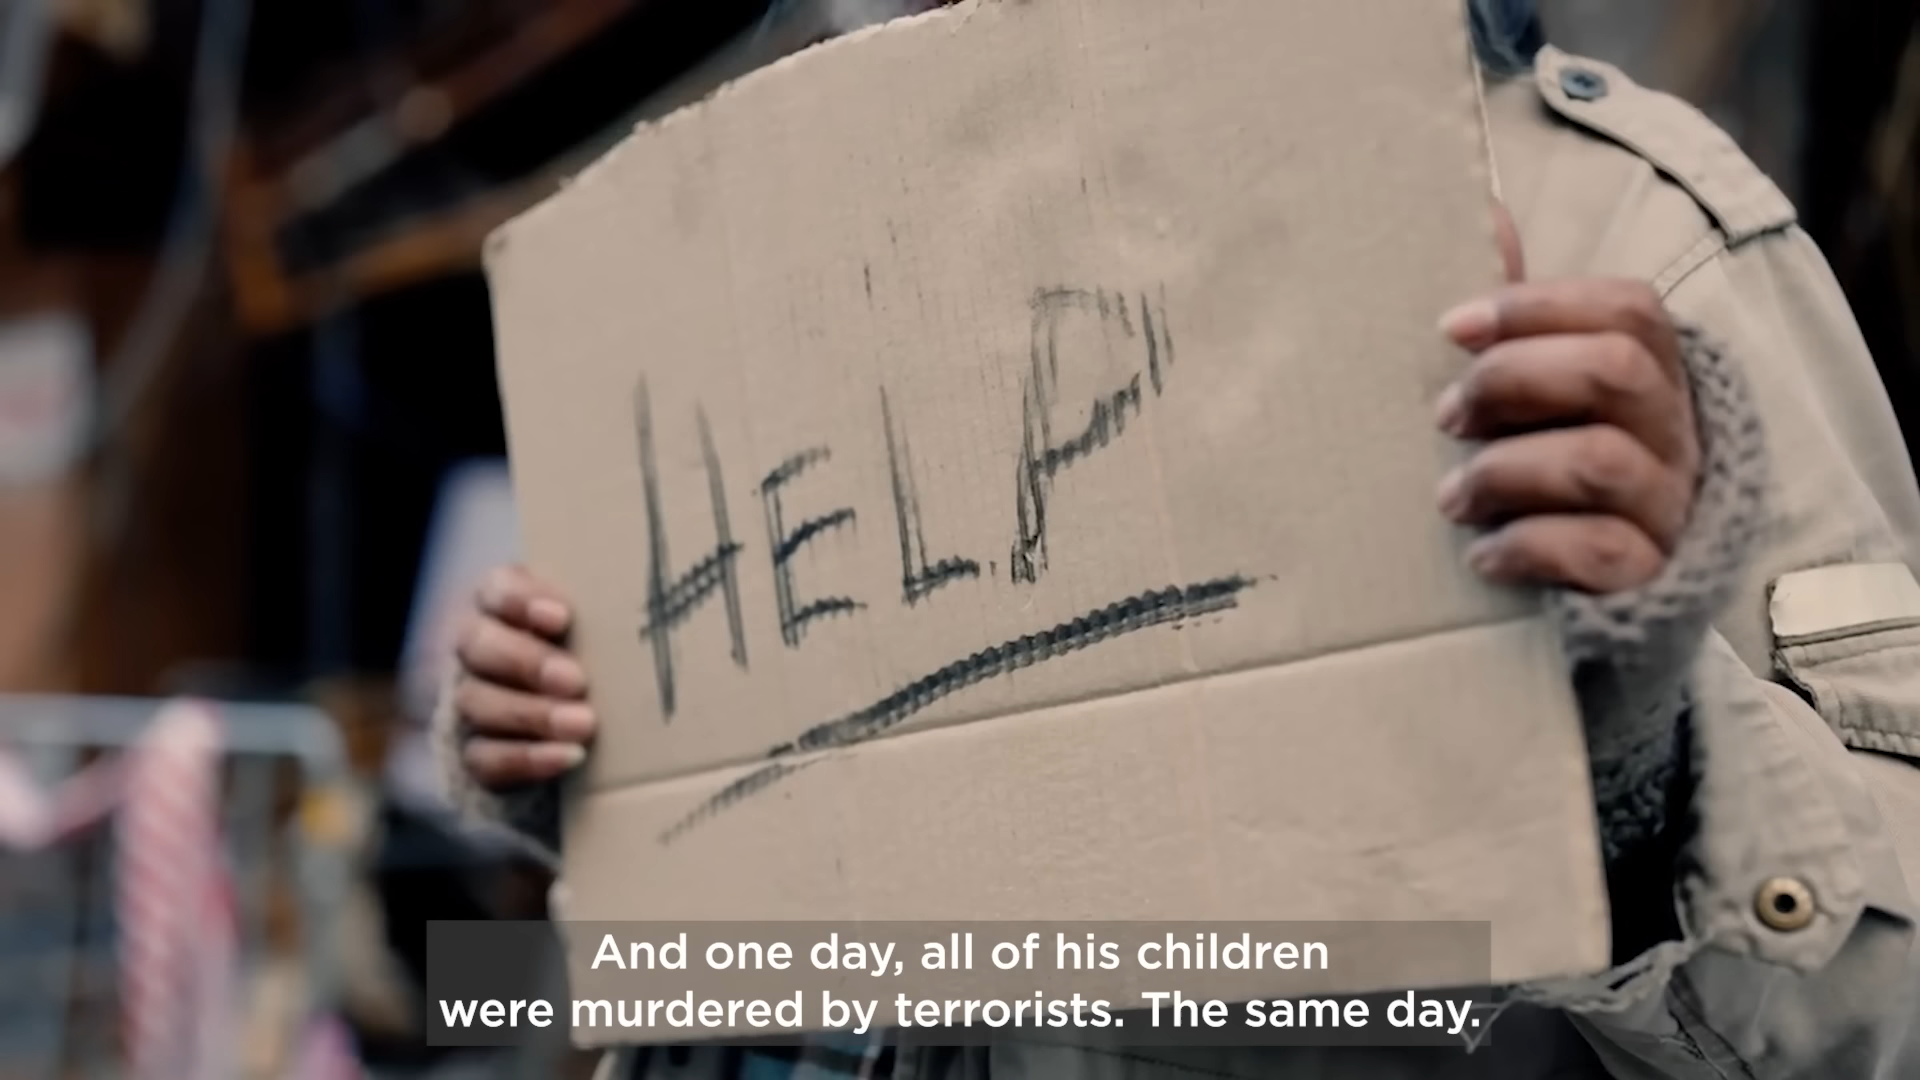 HELP
And one day, all of his children
were murdered by terrorists. The same day.